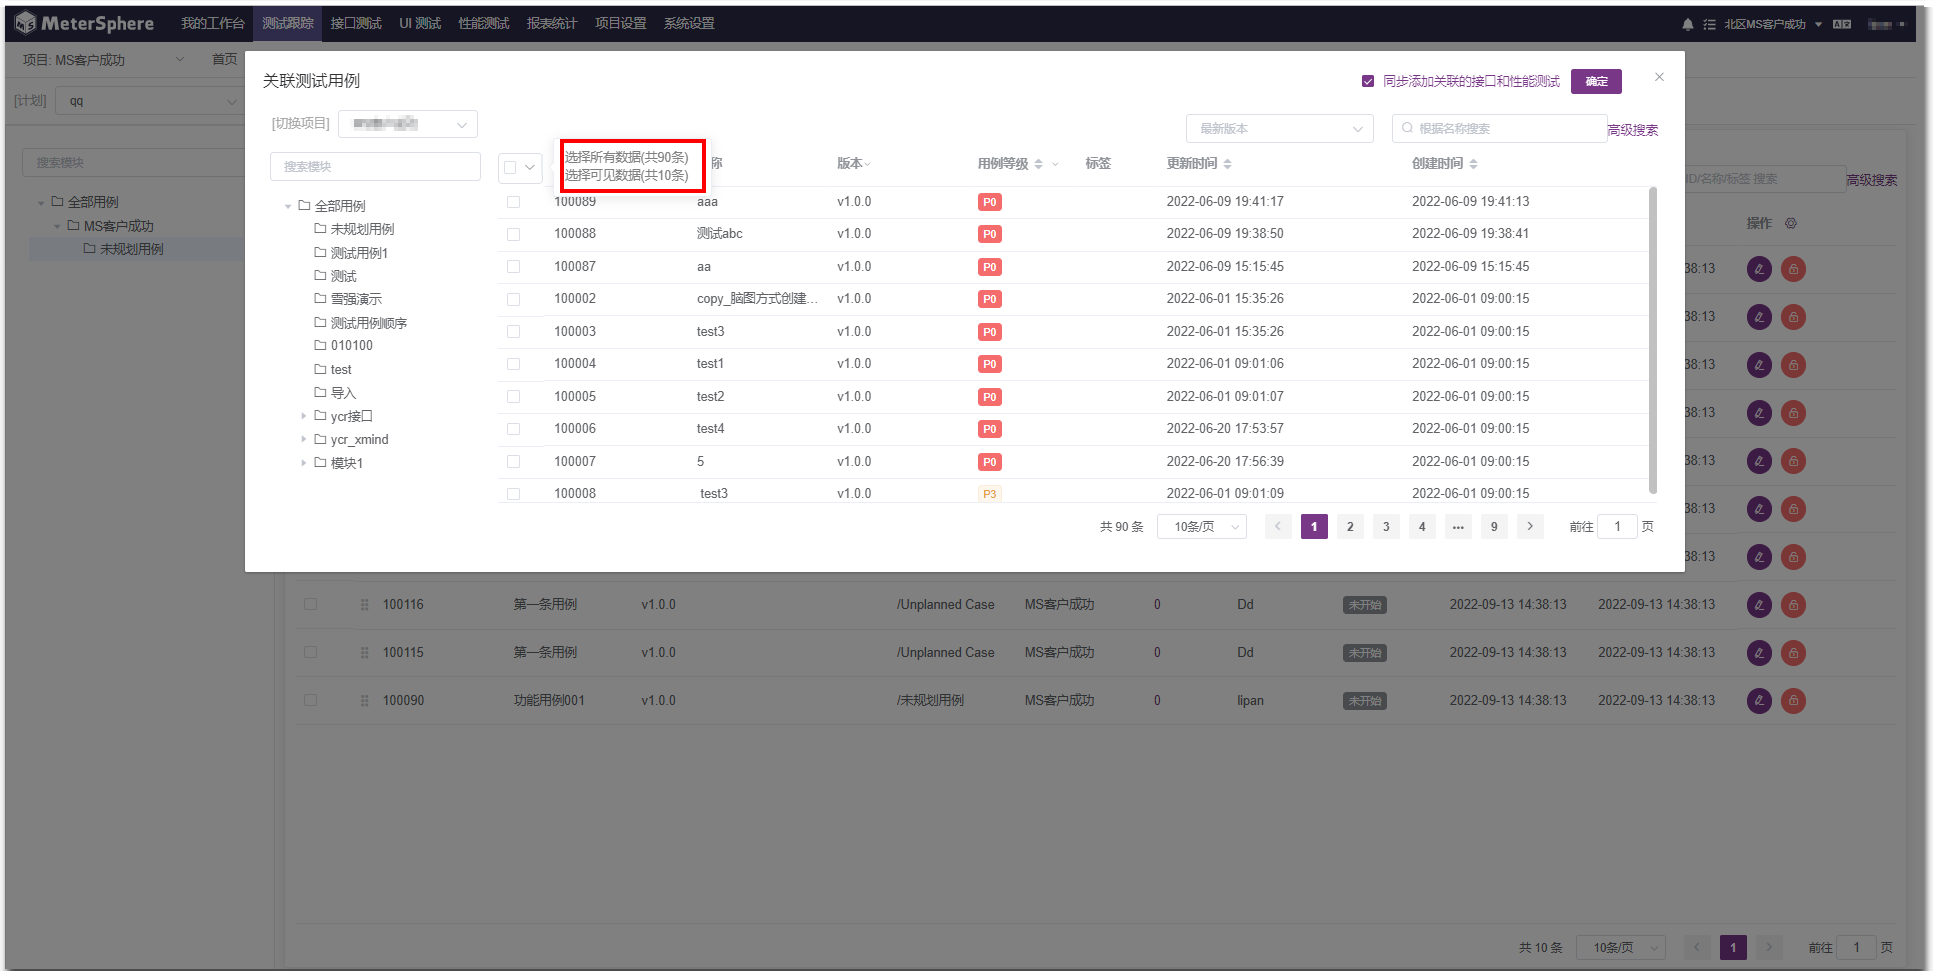 MeterSphere 我的工作台 测试跟踪 接口测试 UI 测试 性能测试 报表统计 项目设置 系统设置 北区MS客户成功
项目: MS客户成功 首页
[计划] qq
搜索模块
全部用例
MS客户成功
未规划用例
关联测试用例 同步添加关联的接口和性能测试 确定
[切换项目] 最新版本 根据名称搜索 高级搜索
搜索模块
全部用例
未规划用例
测试用例1
测试
雪强演示
测试用例顺序
010100
test
导入
ycr接口
ycr_xmind
模块1
选择所有数据(共90条)
选择可见数据(共10条)
称 版本 用例等级 标签 更新时间 创建时间
100089 aaa v1.0.0 P0 2022-06-09 19:41:17 2022-06-09 19:41:13
100088 测试abc v1.0.0 P0 2022-06-09 19:38:50 2022-06-09 19:38:41
100087 aa v1.0.0 P0 2022-06-09 15:15:45 2022-06-09 15:15:45
100002 copy_脑图方式创建... v1.0.0 P0 2022-06-01 15:35:26 2022-06-01 09:00:15
100003 test3 v1.0.0 P0 2022-06-01 15:35:26 2022-06-01 09:00:15
100004 test1 v1.0.0 P0 2022-06-01 09:01:06 2022-06-01 09:00:15
100005 test2 v1.0.0 P0 2022-06-01 09:01:07 2022-06-01 09:00:15
100006 test4 v1.0.0 P0 2022-06-20 17:53:57 2022-06-01 09:00:15
100007 5 v1.0.0 P0 2022-06-20 17:56:39 2022-06-01 09:00:15
100008 test3 v1.0.0 P3 2022-06-01 09:01:09 2022-06-01 09:00:15
共 90 条 10条/页 1 2 3 4 ... 9 前往 1 页
ID/名称/标签 搜索 高级搜索
操作
38:13
38:13
38:13
38:13
38:13
38:13
38:13
100116 第一条用例 v1.0.0 /Unplanned Case MS客户成功 0 Dd 未开始 2022-09-13 14:38:13 2022-09-13 14:38:13
100115 第一条用例 v1.0.0 /Unplanned Case MS客户成功 0 Dd 未开始 2022-09-13 14:38:13 2022-09-13 14:38:13
100090 功能用例001 v1.0.0 /未规划用例 MS客户成功 0 lipan 未开始 2022-09-13 14:38:13 2022-09-13 14:38:13
共 10 条 10条/页 1 前往 1 页